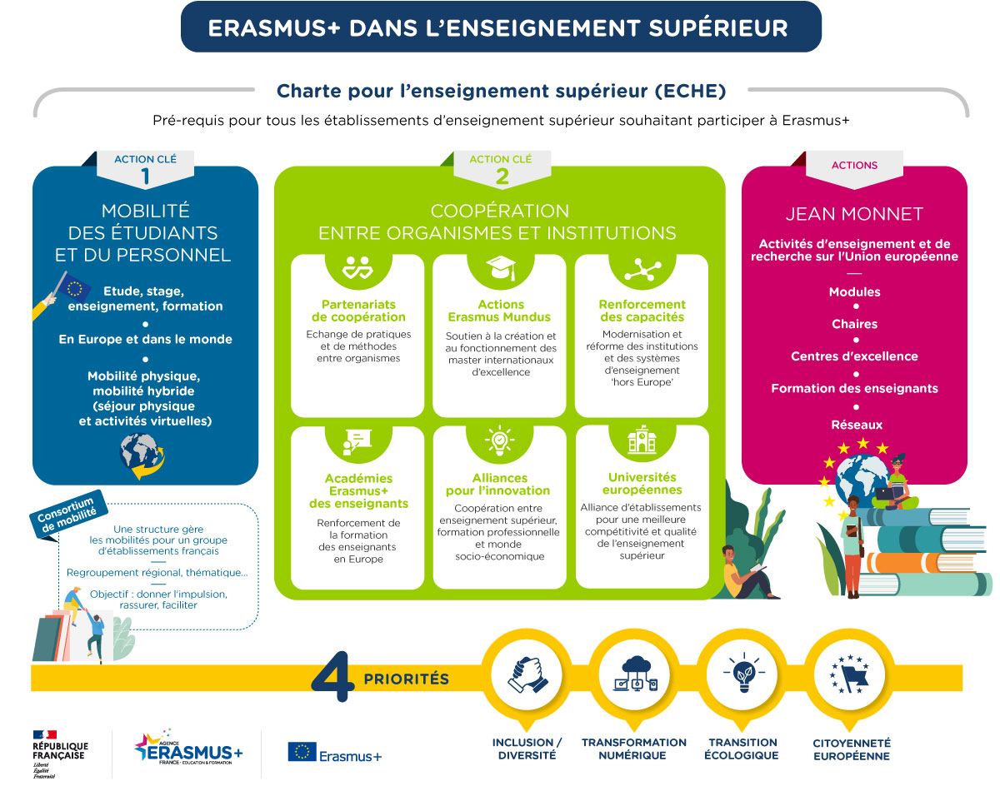 ERASMUS+ DANS L'ENSEIGNEMENT SUPÉRIEUR
Charte pour l'enseignement supérieur (ECHE)
Pré-requis pour tous les établissements d'enseignement supérieur souhaitant participer à Erasmus+
ACTION CLÉ
1
MOBILITÉ
DES ÉTUDIANTS
ET DU PERSONNEL
Etude, stage,
enseignement, formation
En Europe et dans le monde
Mobilité physique,
mobilité hybride
(séjour physique
et activités virtuelles)
Consortium
de mobilité
Une structure gère
les mobilités pour un groupe
d'établissements français
Regroupement régional, thématique...
Objectif : donner l'impulsion,
rassurer, faciliter
ACTION CLÉ
2
COOPÉRATION
ENTRE ORGANISMES ET INSTITUTIONS
Partenariats
de coopération
Echange de pratiques
et de méthodes
entre organismes
Actions
Erasmus Mundus
Soutien à la création et
au fonctionnement des
master internationaux
d'excellence
Renforcement
des capacités
Modernisation et
réforme des institutions
et des systèmes
d'enseignement
'hors Europe'
Académies
Erasmus+
des enseignants
Renforcement de
la formation
des enseignants
en Europe
Alliances
pour l'innovation
Coopération entre
enseignement supérieur,
formation professionnelle
et monde
socio-économique
Universités
européennes
Alliance d'établissements
pour une meilleure
compétitivité et qualité
de l'enseignement
supérieur
ACTIONS
JEAN MONNET
Activités d'enseignement et de
recherche sur l'Union européenne
Modules
Chaires
Centres d'excellence
Formation des enseignants
Réseaux
4 PRIORITÉS
INCLUSION /
DIVERSITÉ
TRANSFORMATION
NUMÉRIQUE
TRANSITION
ÉCOLOGIQUE
CITOYENNETÉ
EUROPÉENNE
RÉPUBLIQUE
FRANÇAISE
Liberté
Égalité
Fraternité
AGENCE
ERASMUS+
FRANCE · EDUCATION & FORMATION
Erasmus+